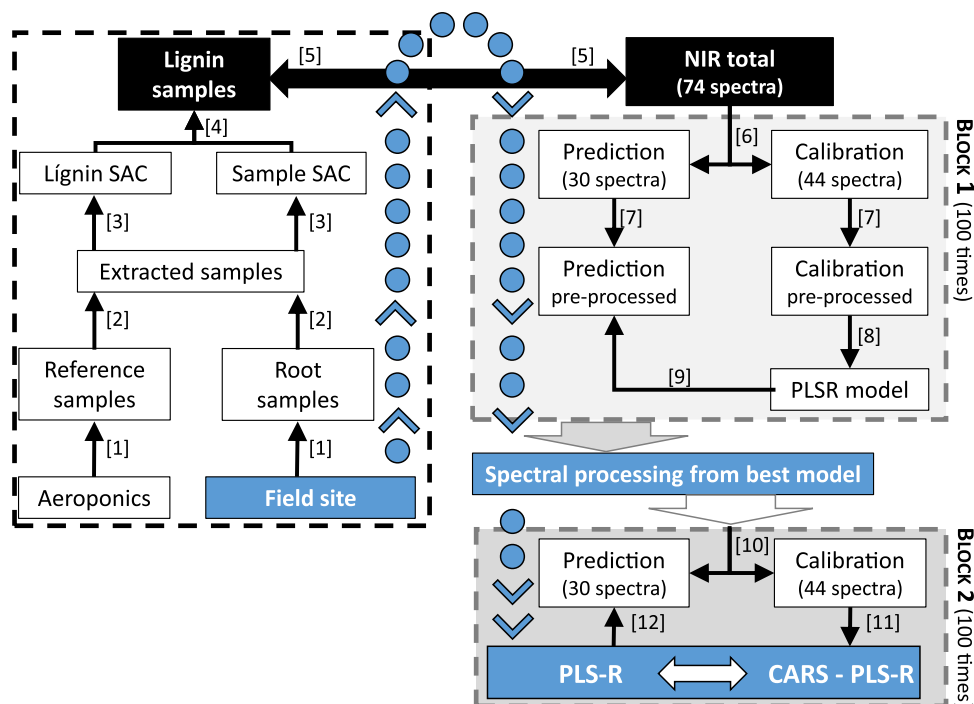 Lignin
samples
[5]
[5]
NIR total
(74 spectra)
[4]
[6]
Lígnin SAC
Sample SAC
Prediction
(30 spectra)
Calibration
(44 spectra)
[3]
[3]
[7]
[7]
Extracted samples
Prediction
pre-processed
Calibration
pre-processed
[2]
[2]
[8]
Reference
samples
Root
samples
[9]
PLSR model
BLOCK 1 (100 times)
[1]
[1]
Aeroponics
Field site
Spectral processing from best model
[10]
Prediction
(30 spectra)
Calibration
(44 spectra)
[12]
[11]
PLS-R
CARS - PLS-R
BLOCK 2 (100 times